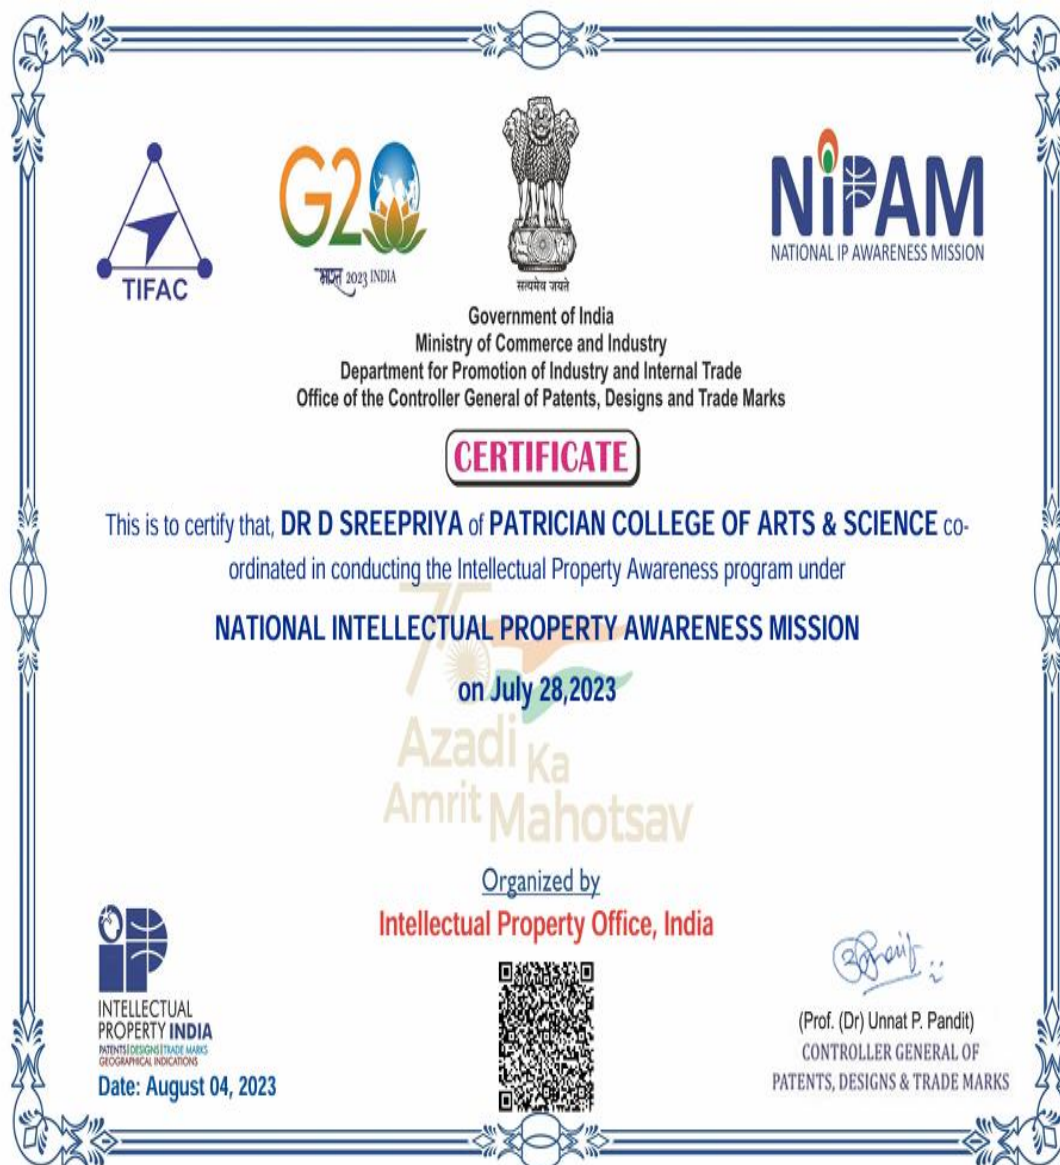 TIFAC
G20
भारत 2023 INDIA
सत्यमेव जयते
NiPAM
NATIONAL IP AWARENESS MISSION
Government of India
Ministry of Commerce and Industry
Department for Promotion of Industry and Internal Trade
Office of the Controller General of Patents, Designs and Trade Marks
CERTIFICATE
This is to certify that, DR D SREEPRIYA of PATRICIAN COLLEGE OF ARTS & SCIENCE co-
ordinated in conducting the Intellectual Property Awareness program under
NATIONAL INTELLECTUAL PROPERTY AWARENESS MISSION
on July 28,2023
75
Azadi Ka
Amrit Mahotsav
Organized by
Intellectual Property Office, India
iP
INTELLECTUAL
PROPERTY INDIA
PATENTS | DESIGNS | TRADE MARKS
GEOGRAPHICAL INDICATIONS
Date: August 04, 2023
(Prof. (Dr) Unnat P. Pandit)
CONTROLLER GENERAL OF
PATENTS, DESIGNS & TRADE MARKS